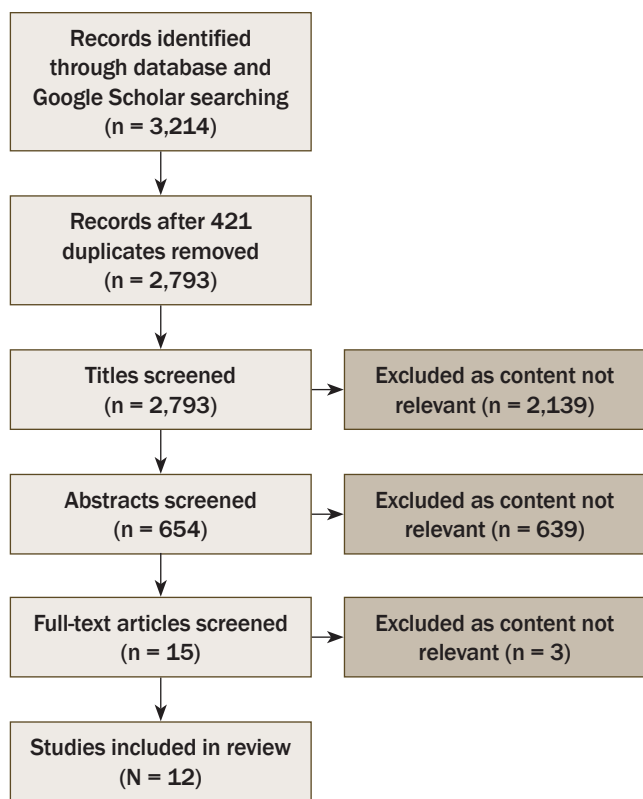 Records identified
through database and
Google Scholar searching
(n = 3,214)
Records after 421
duplicates removed
(n = 2,793)
Titles screened
(n = 2,793)
Excluded as content not
relevant (n = 2,139)
Abstracts screened
(n = 654)
Excluded as content not
relevant (n = 639)
Full-text articles screened
(n = 15)
Excluded as content not
relevant (n = 3)
Studies included in review
(N = 12)